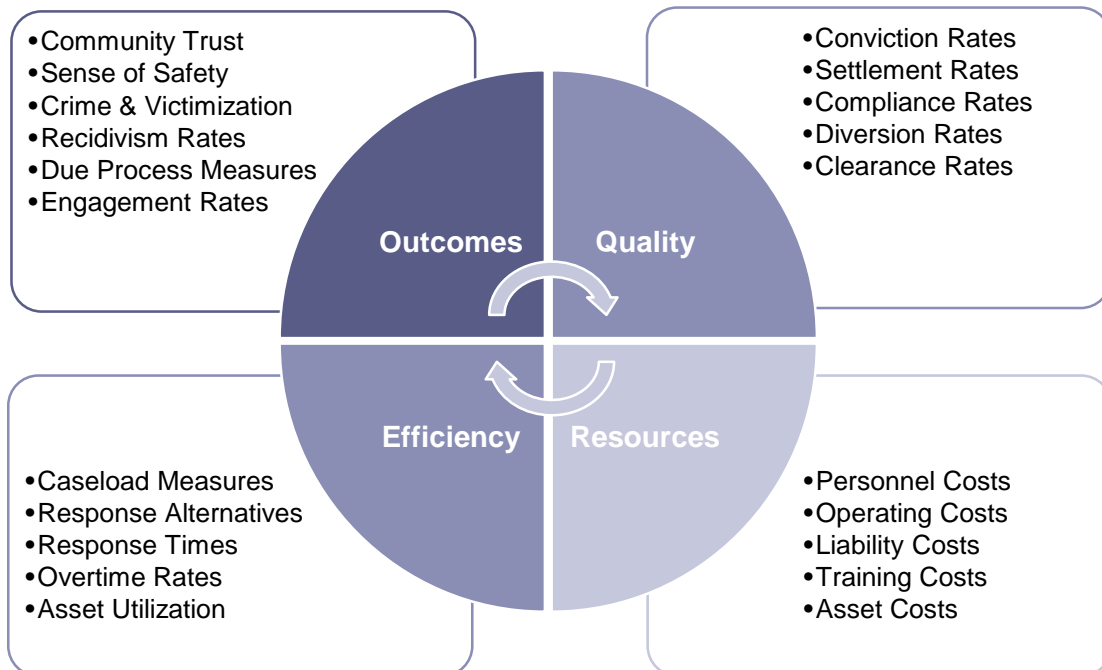 •Community Trust
•Sense of Safety
•Crime & Victimization
•Recidivism Rates
•Due Process Measures
•Engagement Rates
•Conviction Rates
•Settlement Rates
•Compliance Rates
•Diversion Rates
•Clearance Rates
Outcomes
Quality
Efficiency
Resources
•Caseload Measures
•Response Alternatives
•Response Times
•Overtime Rates
•Asset Utilization
•Personnel Costs
•Operating Costs
•Liability Costs
•Training Costs
•Asset Costs